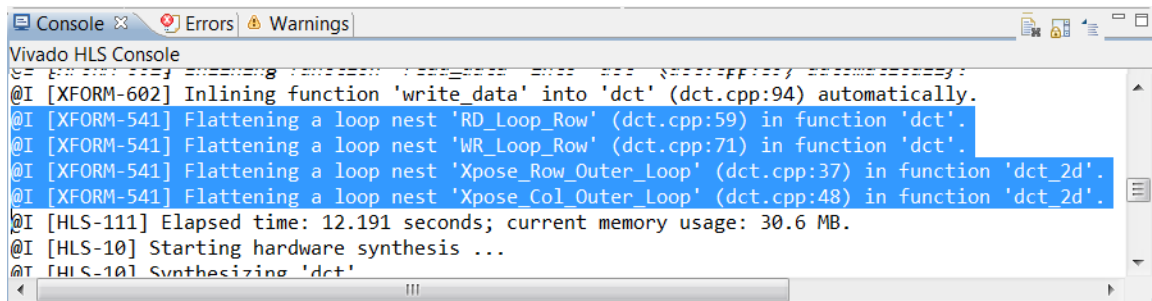 Console Errors Warnings
Vivado HLS Console
@I [XFORM-602] Inlining function 'write_data' into 'dct' (dct.cpp:94) automatically.
@I [XFORM-541] Flattening a loop nest 'RD_Loop_Row' (dct.cpp:59) in function 'dct'.
@I [XFORM-541] Flattening a loop nest 'WR_Loop_Row' (dct.cpp:71) in function 'dct'.
@I [XFORM-541] Flattening a loop nest 'Xpose_Row_Outer_Loop' (dct.cpp:37) in function 'dct_2d'.
@I [XFORM-541] Flattening a loop nest 'Xpose_Col_Outer_Loop' (dct.cpp:48) in function 'dct_2d'.
@I [HLS-111] Elapsed time: 12.191 seconds; current memory usage: 30.6 MB.
@I [HLS-10] Starting hardware synthesis ...
@I [HLS-10] Synthesizing 'dct'